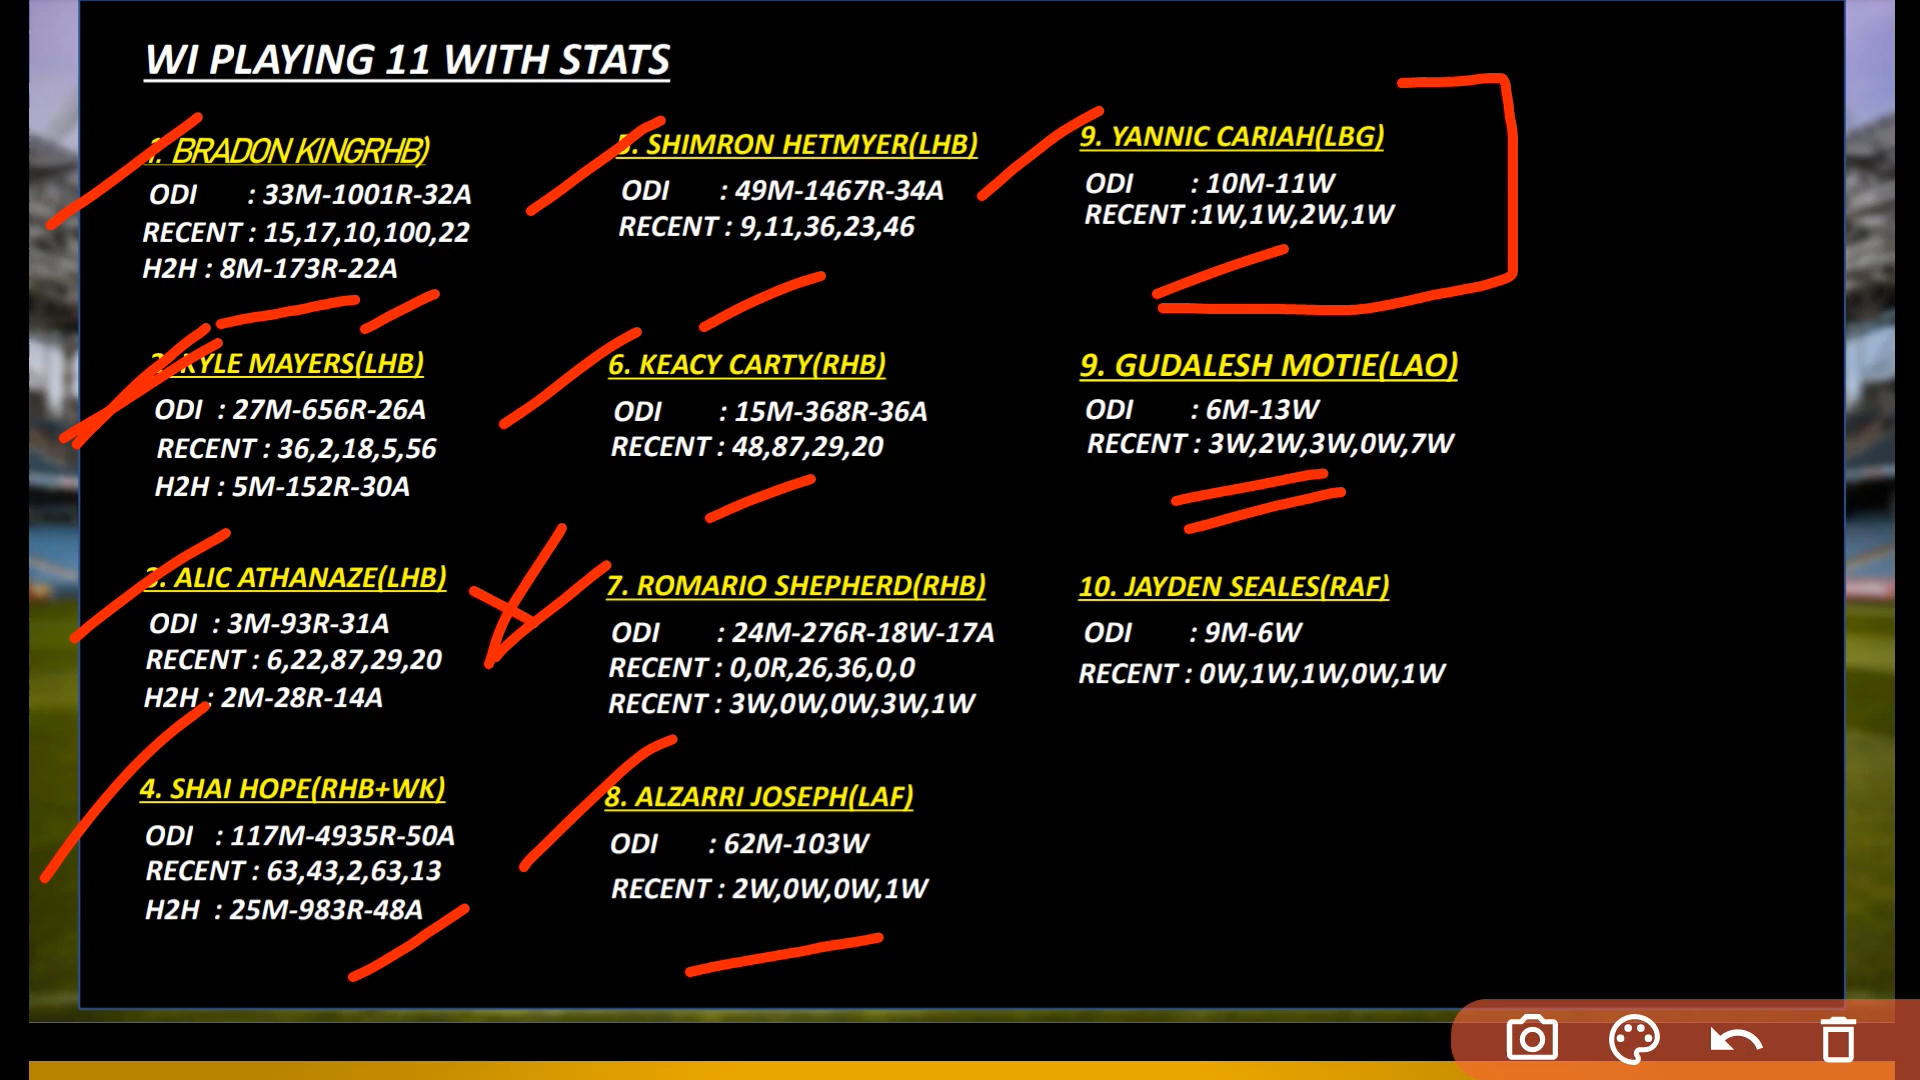 WI PLAYING 11 WITH STATS
1. BRADON KINGRHB)
ODI : 33M-1001R-32A
RECENT : 15,17,10,100,22
H2H : 8M-173R-22A
2. KYLE MAYERS(LHB)
ODI : 27M-656R-26A
RECENT : 36,2,18,5,56
H2H : 5M-152R-30A
3. ALIC ATHANAZE(LHB)
ODI : 3M-93R-31A
RECENT : 6,22,87,29,20
H2H : 2M-28R-14A
4. SHAI HOPE(RHB+WK)
ODI : 117M-4935R-50A
RECENT : 63,43,2,63,13
H2H : 25M-983R-48A
5. SHIMRON HETMYER(LHB)
ODI : 49M-1467R-34A
RECENT : 9,11,36,23,46
6. KEACY CARTY(RHB)
ODI : 15M-368R-36A
RECENT : 48,87,29,20
7. ROMARIO SHEPHERD(RHB)
ODI : 24M-276R-18W-17A
RECENT : 0,0R,26,36,0,0
RECENT : 3W,0W,0W,3W,1W
8. ALZARRI JOSEPH(LAF)
ODI : 62M-103W
RECENT : 2W,0W,0W,1W
9. YANNIC CARIAH(LBG)
ODI : 10M-11W
RECENT :1W,1W,2W,1W
9. GUDALESH MOTIE(LAO)
ODI : 6M-13W
RECENT : 3W,2W,3W,0W,7W
10. JAYDEN SEALES(RAF)
ODI : 9M-6W
RECENT : 0W,1W,1W,0W,1W